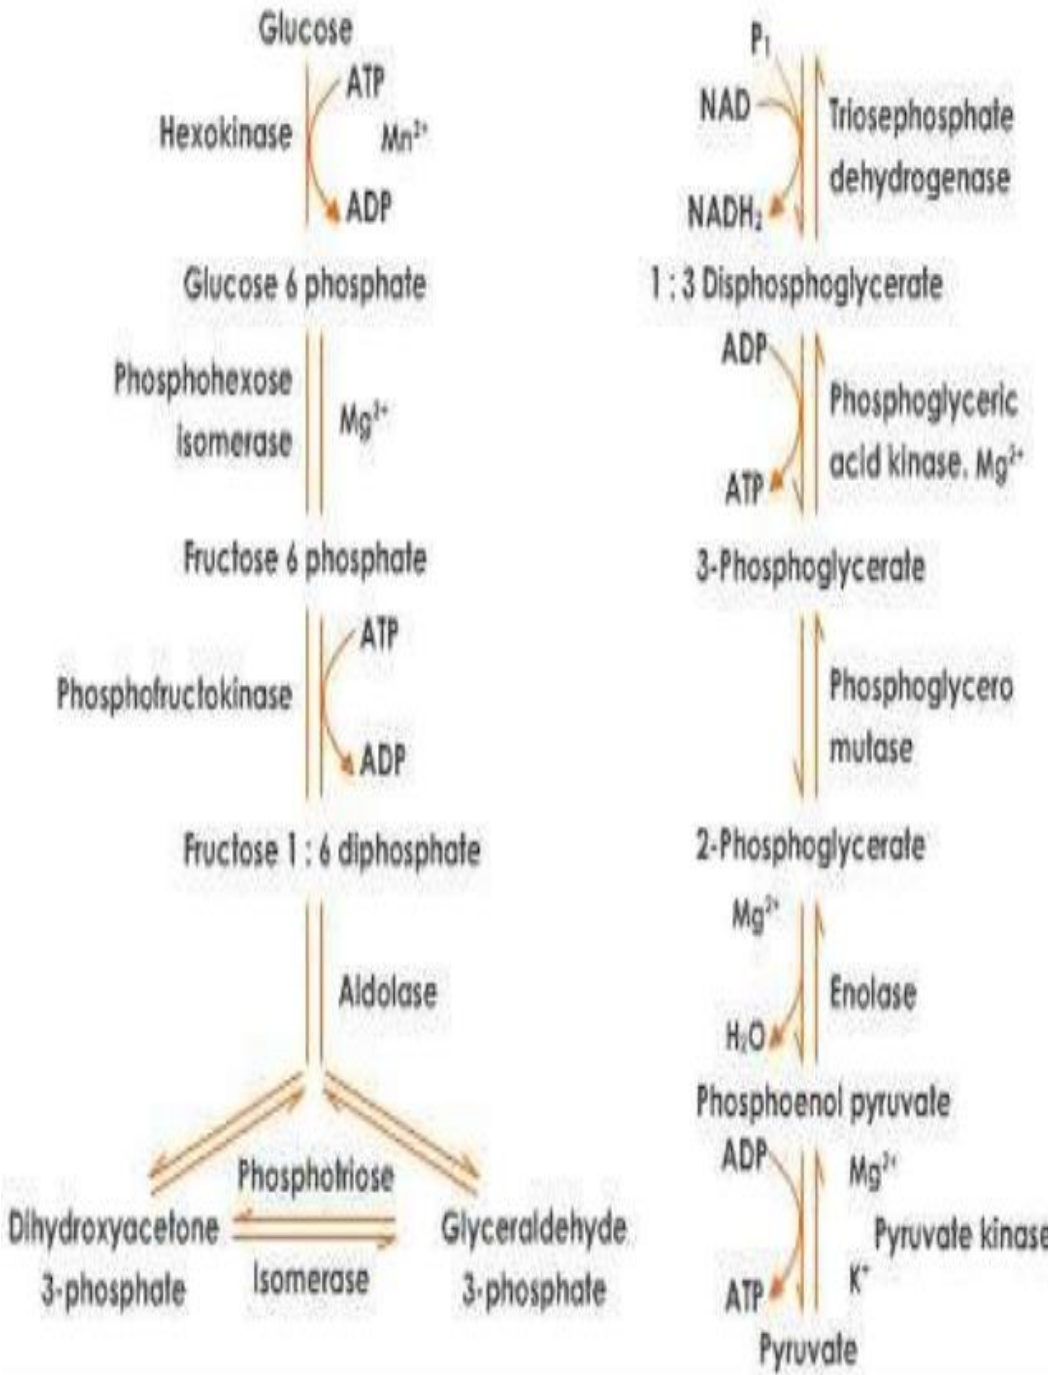 Glucose
ATP
Hexokinase
Mn²⁺
ADP
Glucose 6 phosphate
Phosphohexose
isomerase
Mg²⁺
Fructose 6 phosphate
ATP
Phosphofructokinase
ADP
Fructose 1 : 6 diphosphate
Aldolase
Phosphotriose
Dihydroxyacetone
3-phosphate
Isomerase
Glyceraldehyde
3-phosphate
P₁
NAD
Triosephosphate
dehydrogenase
NADH₂
1 : 3 Disphosphoglycerate
ADP
Phosphoglyceric
acid kinase. Mg²⁺
ATP
3-Phosphoglycerate
Phosphoglycero
mutase
2-Phosphoglycerate
Mg²⁺
Enolase
H₂O
Phosphoenol pyruvate
ADP
Mg²⁺
Pyruvate kinase
K⁺
ATP
Pyruvate